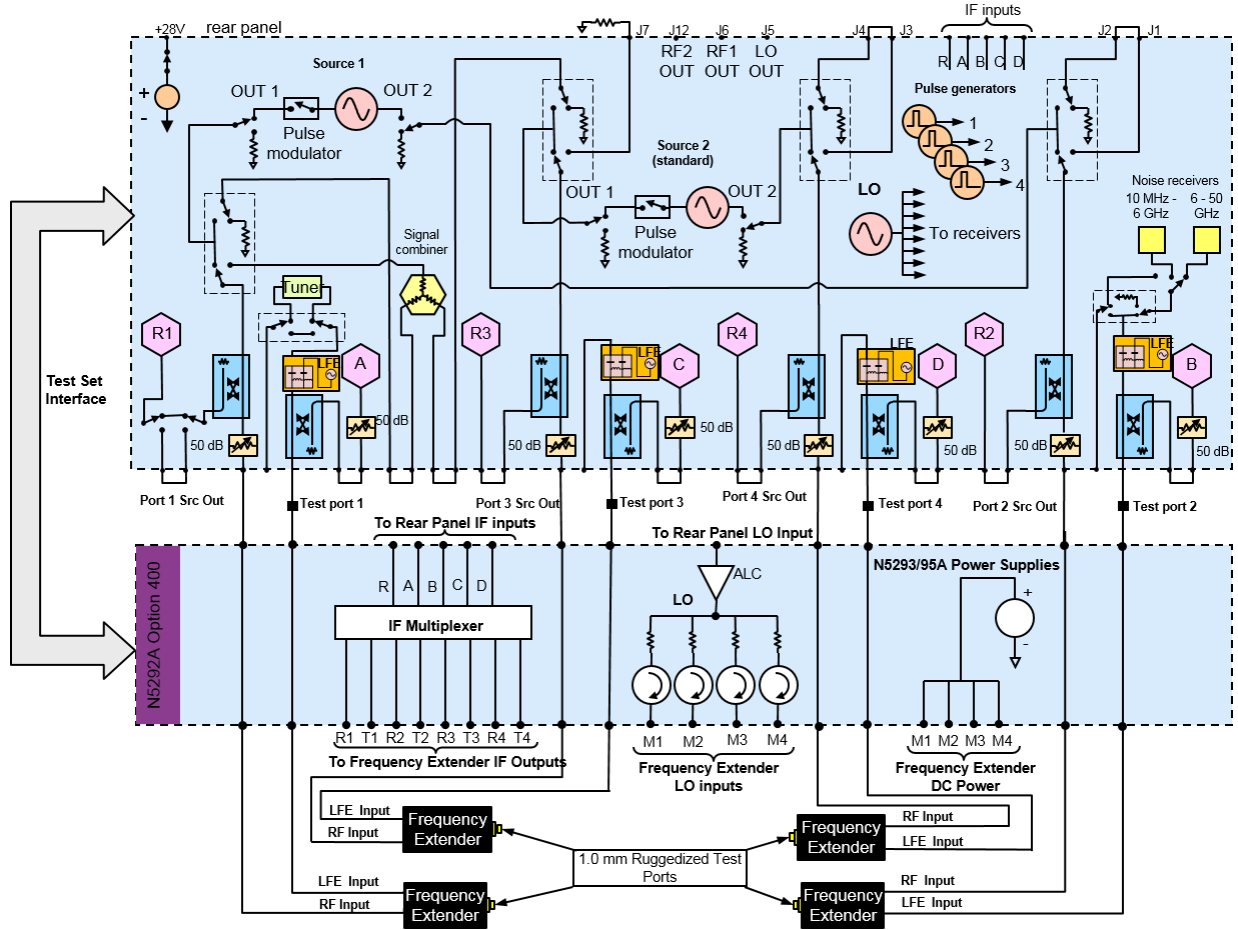 +28V
rear panel
J7
J12
J6
J5
J4
J3
IF inputs
J2
J1
RF2
OUT
RF1
OUT
LO
OUT
R
A
B
C
D
Source 1
OUT 1
OUT 2
Pulse
modulator
+
-
Pulse generators
1
2
3
4
Source 2
(standard)
OUT 1
OUT 2
Pulse
modulator
LO
To receivers
Noise receivers
10 MHz -
6 GHz
6 - 50
GHz
Signal
combiner
Tuner
Test Set
Interface
R1
LFE
A
R3
LFE
C
R4
LFE
D
R2
LFE
B
50 dB
50 dB
50 dB
50 dB
50 dB
50 dB
50 dB
50 dB
Port 1 Src Out
Test port 1
Port 3 Src Out
Test port 3
Port 4 Src Out
Test port 4
Port 2 Src Out
Test port 2
To Rear Panel IF inputs
To Rear Panel LO Input
N5293/95A Power Supplies
N5292A Option 400
R
A
B
C
D
IF Multiplexer
ALC
LO
+
-
R1
T1
R2
T2
R3
T3
R4
T4
To Frequency Extender IF Outputs
M1
M2
M3
M4
Frequency Extender
LO inputs
M1
M2
M3
M4
Frequency Extender
DC Power
LFE Input
RF Input
Frequency
Extender
Frequency
Extender
RF Input
LFE Input
1.0 mm Ruggedized Test
Ports
LFE Input
RF Input
Frequency
Extender
Frequency
Extender
RF Input
LFE Input